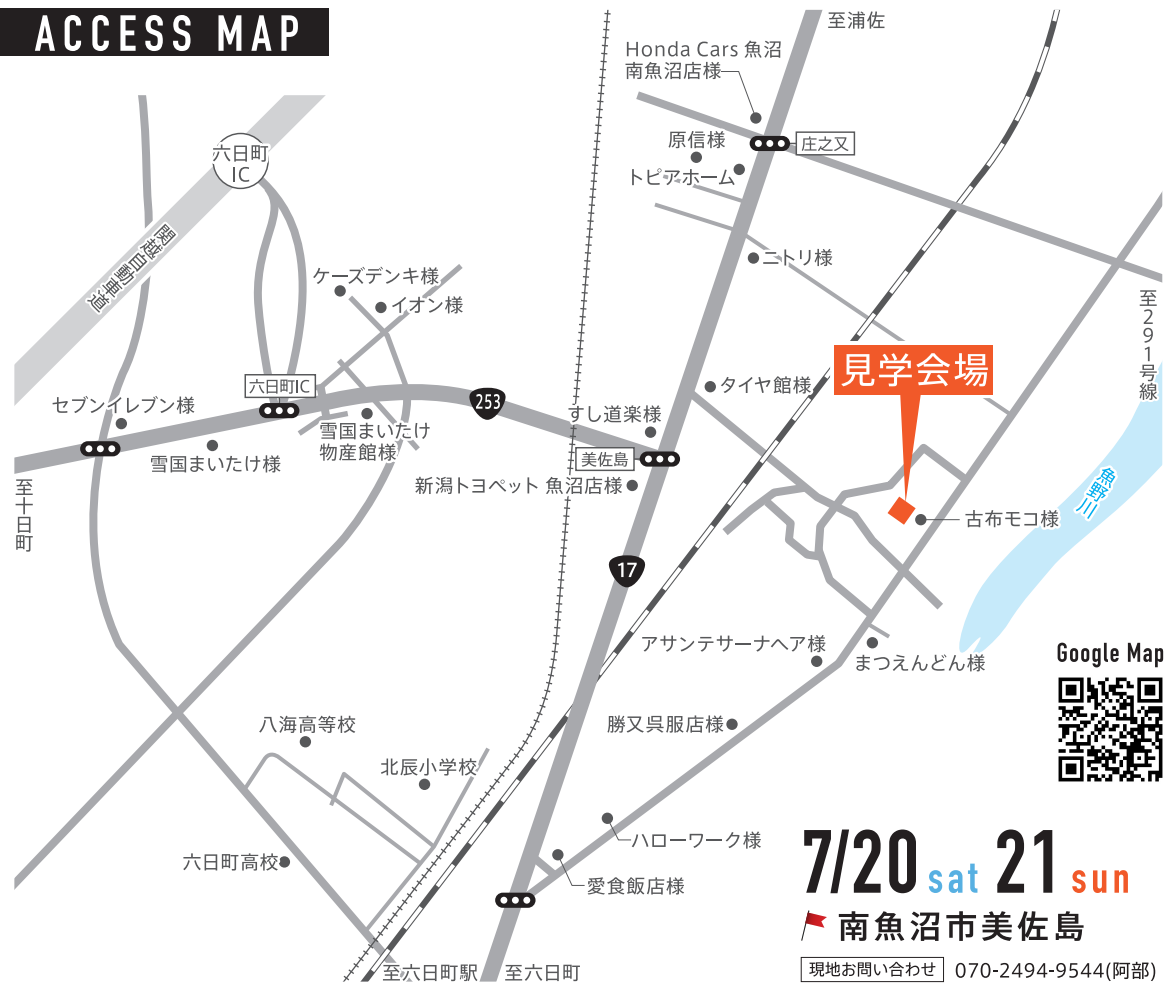 ACCESS MAP
至浦佐
Honda Cars 魚沼
南魚沼店様
原信様
庄之又
トピアホーム
六日町
IC
関越自動車道
ニトリ様
ケーズデンキ様
イオン様
至291号線
見学会場
タイヤ館様
六日町IC
253
セブンイレブン様
すし道楽様
雪国まいたけ
物産館様
雪国まいたけ様
美佐島
新潟トヨペット 魚沼店様
至十日町
魚野川
古布モコ様
17
アサンテサーナヘア様
まつえんどん様
Google Map
八海高等校
勝又呉服店様
北辰小学校
ハローワーク様
六日町高校
愛食飯店様
7/20 sat 21 sun
南魚沼市美佐島
至六日町駅
至六日町
現地お問い合わせ 070-2494-9544(阿部)